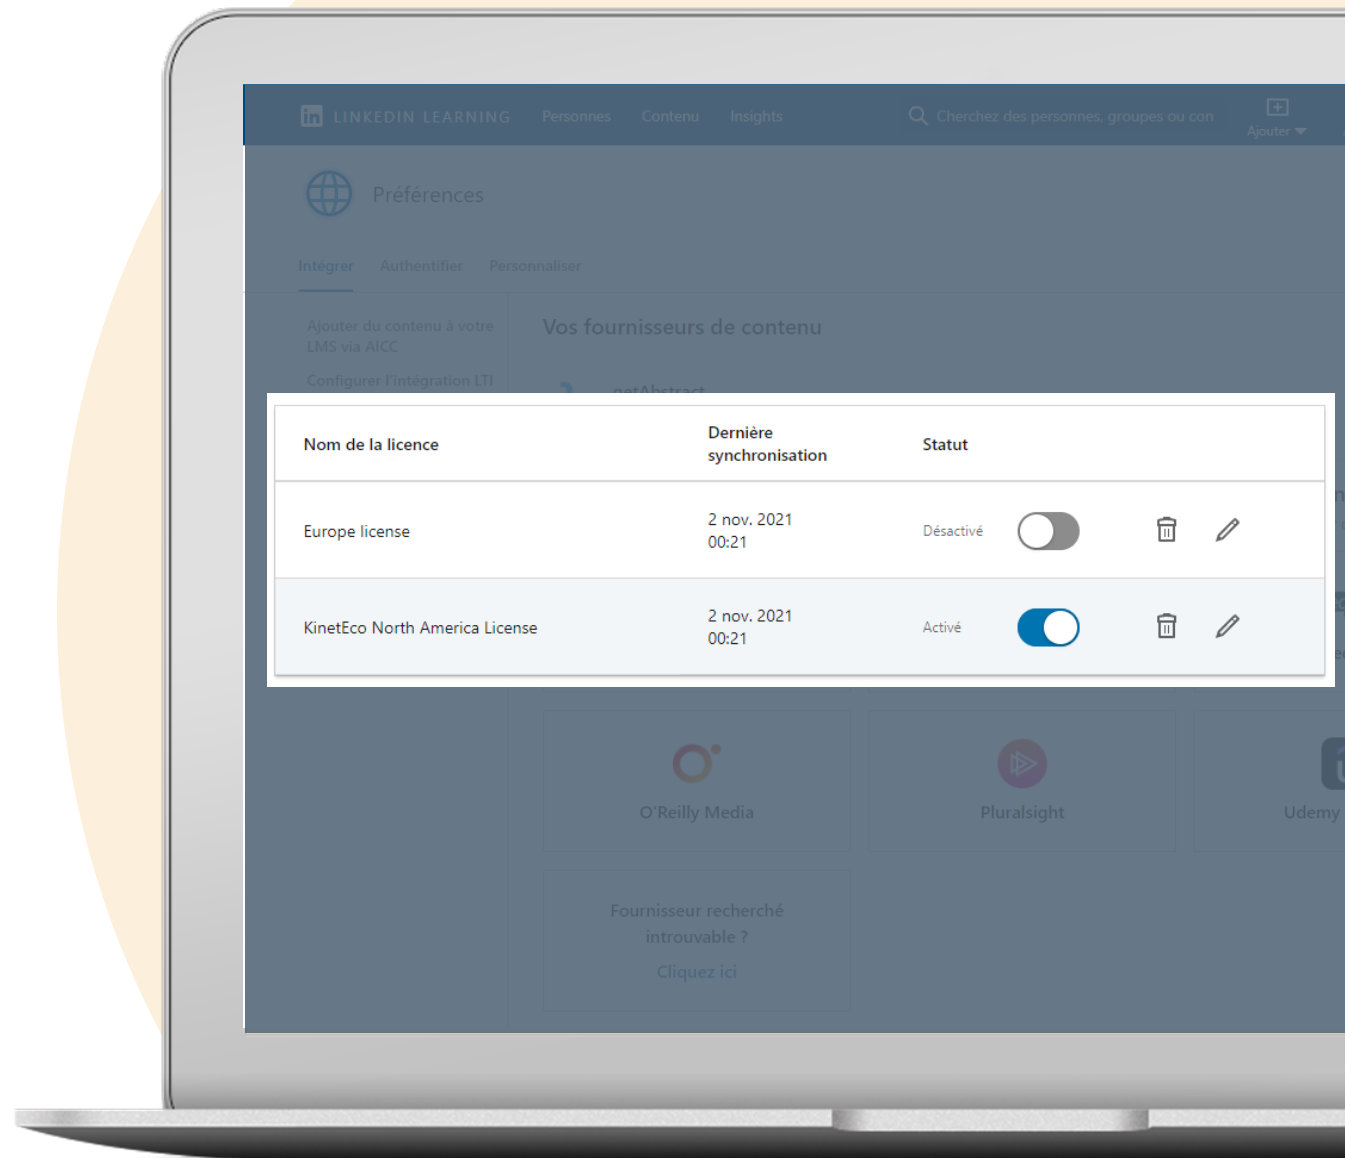 in LINKEDIN LEARNING Personnes Contenu Insights Cherchez des personnes, groupes ou con Ajouter
Préférences
Intégrer Authentifier Personnaliser
Ajouter du contenu à votre
LMS via AICC
Configurer l'intégration LTI
Vos fournisseurs de contenu
getAbstract
Nom de la licence Dernière synchronisation Statut
Europe license 2 nov. 2021 00:21 Désactivé
KinetEco North America License 2 nov. 2021 00:21 Activé
O'Reilly Media Pluralsight Udemy
Fournisseur recherché
introuvable ?
Cliquez ici